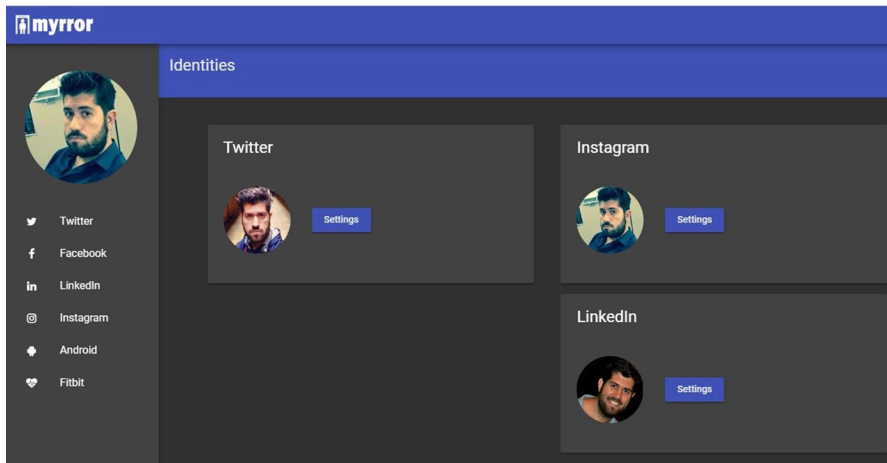 myrror
Identities
Twitter
Facebook
LinkedIn
Instagram
Android
Fitbit
Twitter
Settings
Instagram
Settings
LinkedIn
Settings